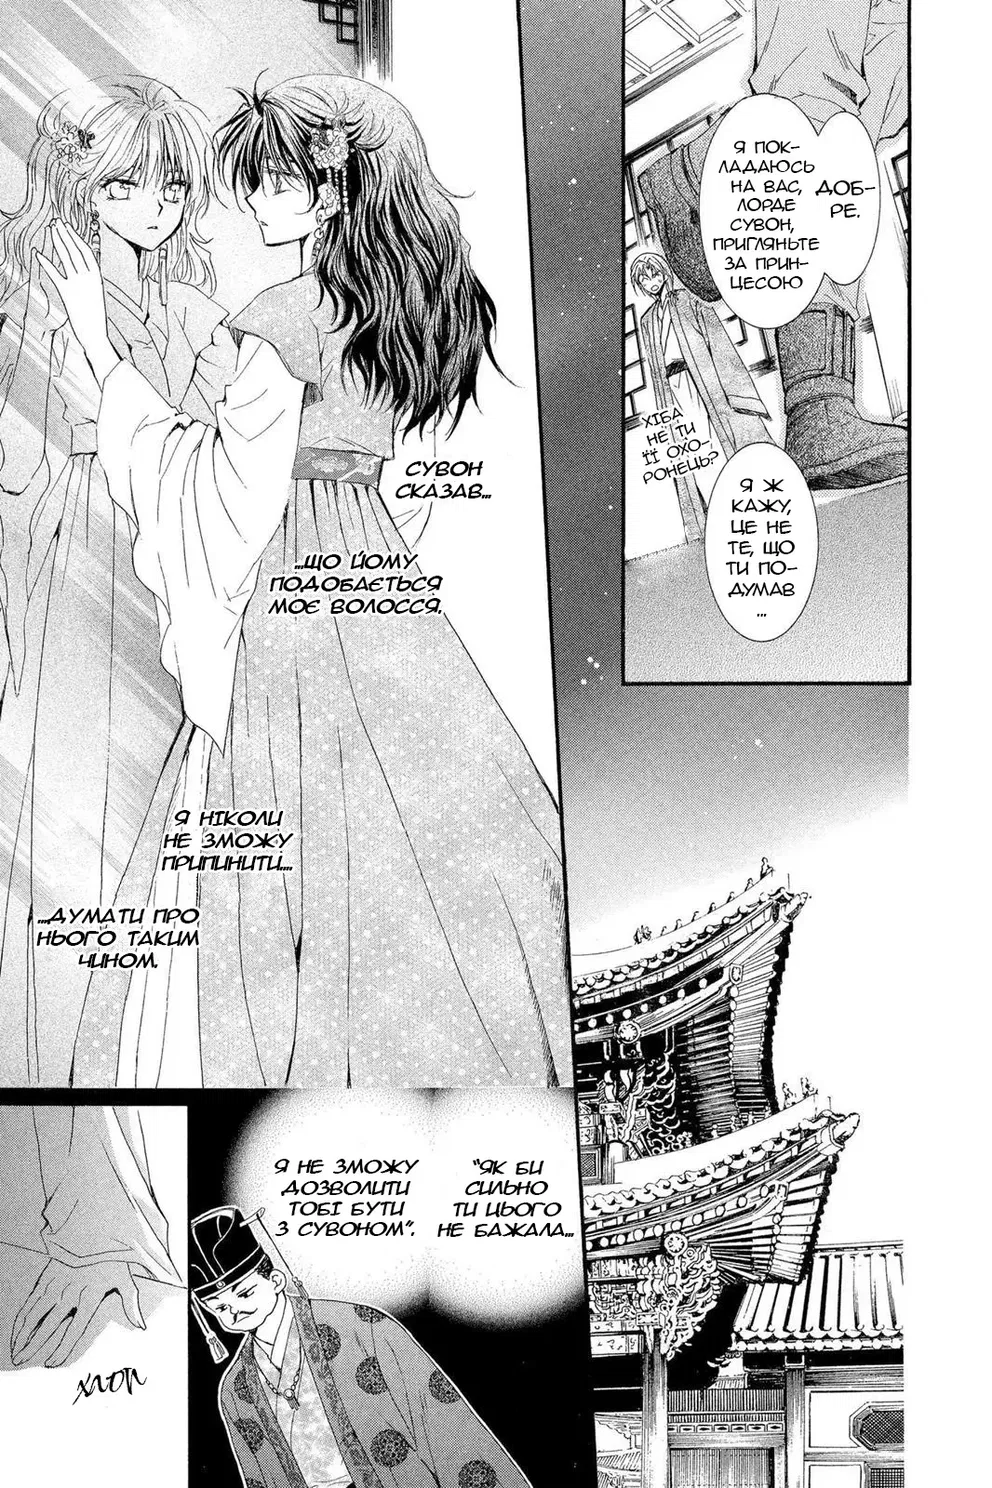 ДОБ-
РЕ.
Я ПОК-
ЛАДАЮСЬ
НА ВАС,
ЛОРДЕ
СУВОН,
ПРИГЛЯНЬТЕ
ЗА ПРИН-
ЦЕСОЮ
ХІБА
НЕ ТИ
ЇЇ ОХО-
РОНЕЦЬ?
Я Ж
КАЖУ,
ЦЕ НЕ
ТЕ, ЩО
ТИ ПО-
ДУМАВ
...
СУВОН
СКАЗАВ...
...ЩО ЙОМУ
ПОДОБАЄТЬСЯ
МОЄ ВОЛОССЯ.
Я НІКОЛИ
НЕ ЗМОЖУ
ПРИПИНИТИ....
...ДУМАТИ ПРО
НЬОГО ТАКИМ
ЧИНОМ.
"ЯК БИ
СИЛЬНО
ТИ ЦЬОГО
НЕ БАЖАЛА...
Я НЕ ЗМОЖУ
ДОЗВОЛИТИ
ТОБІ БУТИ
З СУВОНОМ".
ХЛОП